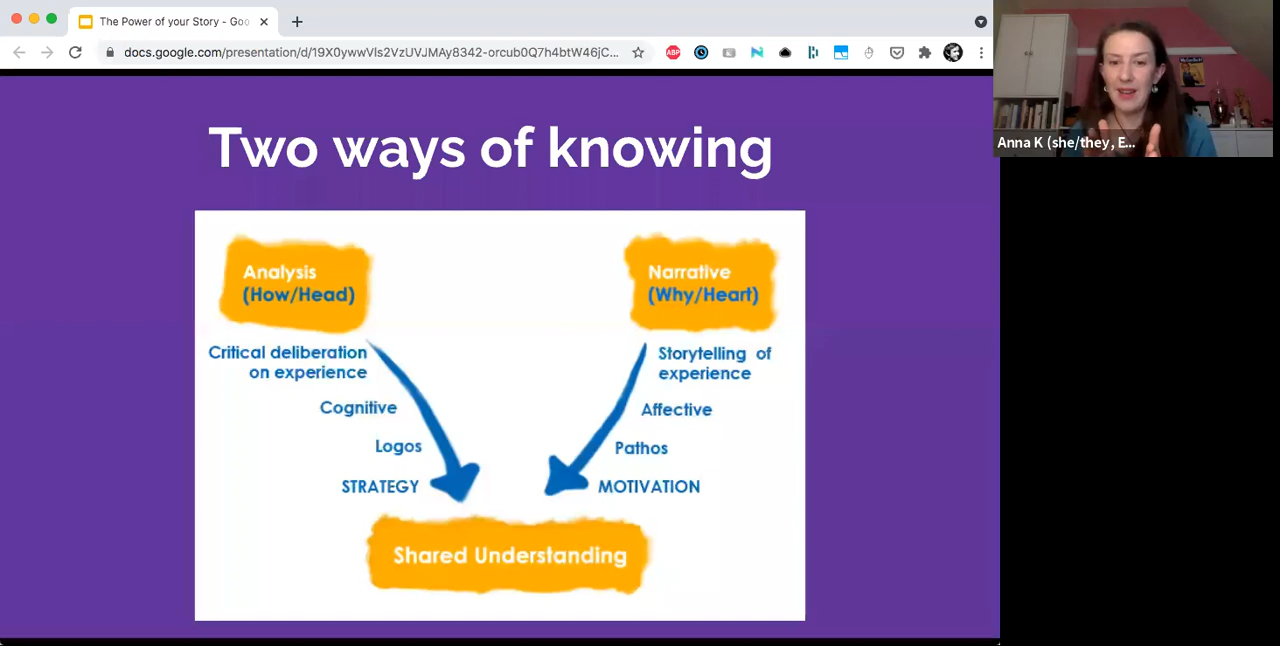 The Power of your Story - Goo
docs.google.com/presentation/d/19X0ywwVIs2VzUVJMAy8342-orcub0Q7h4btW46jC...
ABP
Anna K (she/they, E...
Two ways of knowing
Analysis
(How/Head)
Critical deliberation
on experience
Cognitive
Logos
STRATEGY
Narrative
(Why/Heart)
Storytelling of
experience
Affective
Pathos
MOTIVATION
Shared Understanding